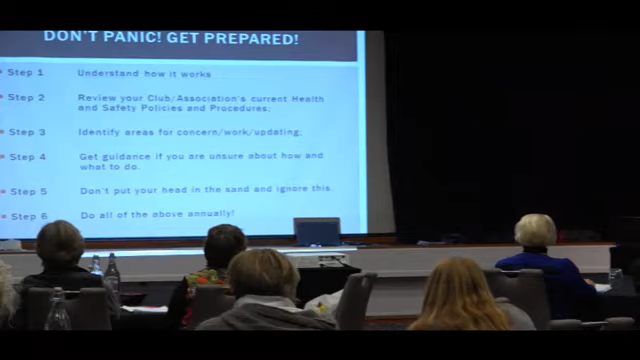 DON'T PANIC! GET PREPARED!
Step 1 Understand how it works
Step 2 Review your Club/Association's current Health
and Safety Policies and Procedures;
Step 3 Identify areas for concern/work/updating;
Step 4 Get guidance if you are unsure about how and
what to do.
Step 5 Don't put your head in the sand and ignore this.
Step 6 Do all of the above annually!